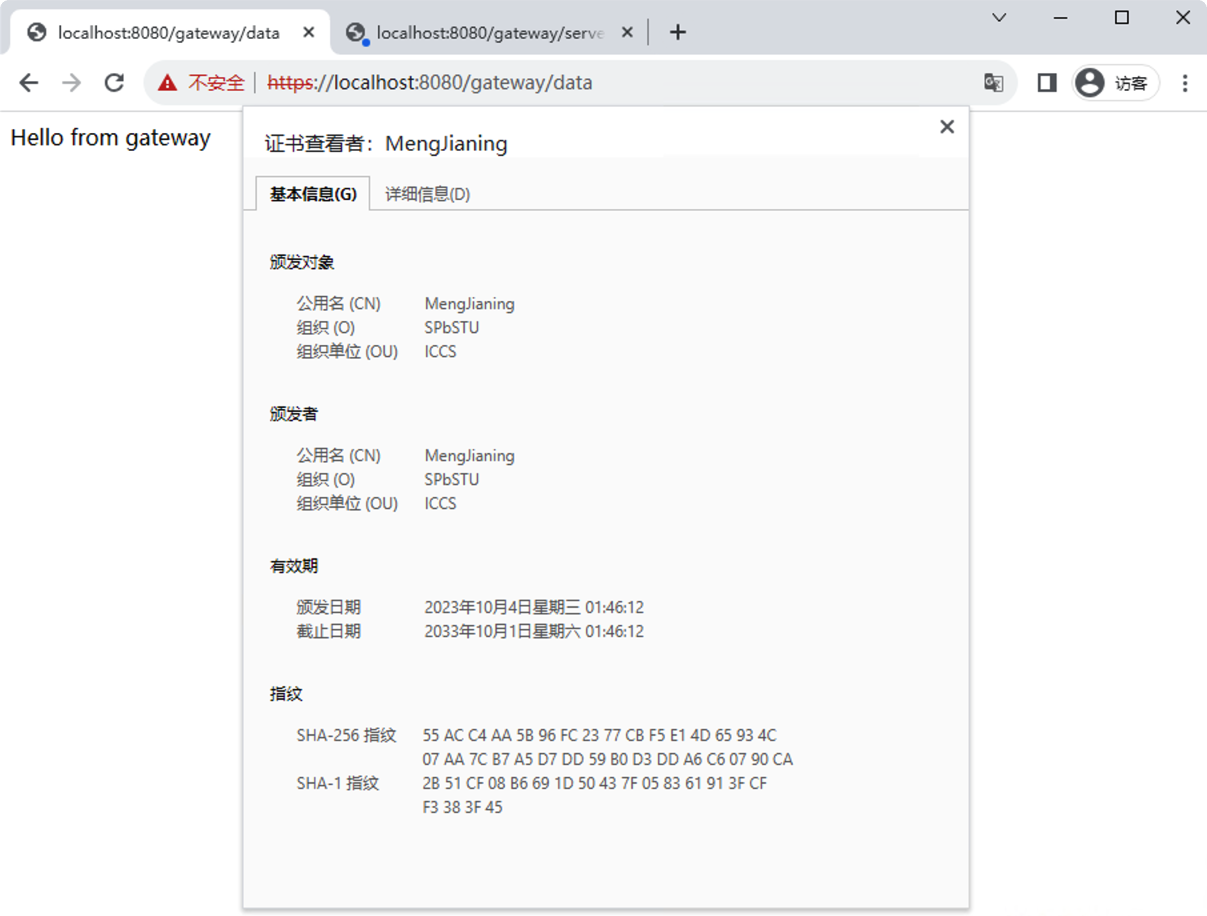 localhost:8080/gateway/data
localhost:8080/gateway/serve
不安全 https://localhost:8080/gateway/data 访客
Hello from gateway
证书查看者：MengJianing
基本信息(G) 详细信息(D)
颁发对象
公用名 (CN) MengJianing
组织 (O) SPbSTU
组织单位 (OU) ICCS
颁发者
公用名 (CN) MengJianing
组织 (O) SPbSTU
组织单位 (OU) ICCS
有效期
颁发日期 2023年10月4日星期三 01:46:12
截止日期 2033年10月1日星期六 01:46:12
指纹
SHA-256 指纹 55 AC C4 AA 5B 96 FC 23 77 CB F5 E1 4D 65 93 4C
07 AA 7C B7 A5 D7 DD 59 B0 D3 DD A6 C6 07 90 CA
SHA-1 指纹 2B 51 CF 08 B6 69 1D 50 43 7F 05 83 61 91 3F CF
F3 38 3F 45